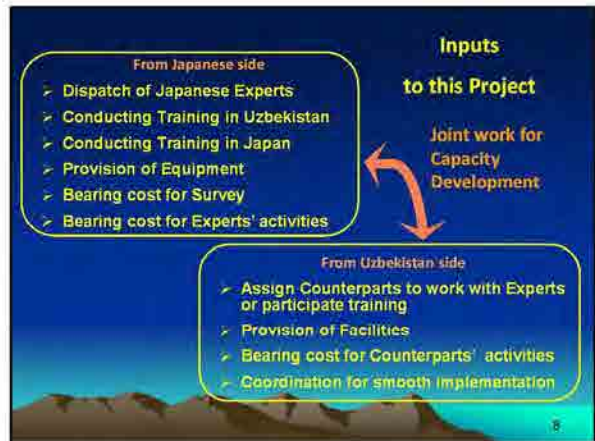 Inputs
to this Project
From Japanese side
➢ Dispatch of Japanese Experts
➢ Conducting Training in Uzbekistan
➢ Conducting Training in Japan
➢ Provision of Equipment
➢ Bearing cost for Survey
➢ Bearing cost for Experts' activities
Joint work for
Capacity
Development
From Uzbekistan side
➢ Assign Counterparts to work with Experts
or participate training
➢ Provision of Facilities
➢ Bearing cost for Counterparts' activities
➢ Coordination for smooth implementation
8